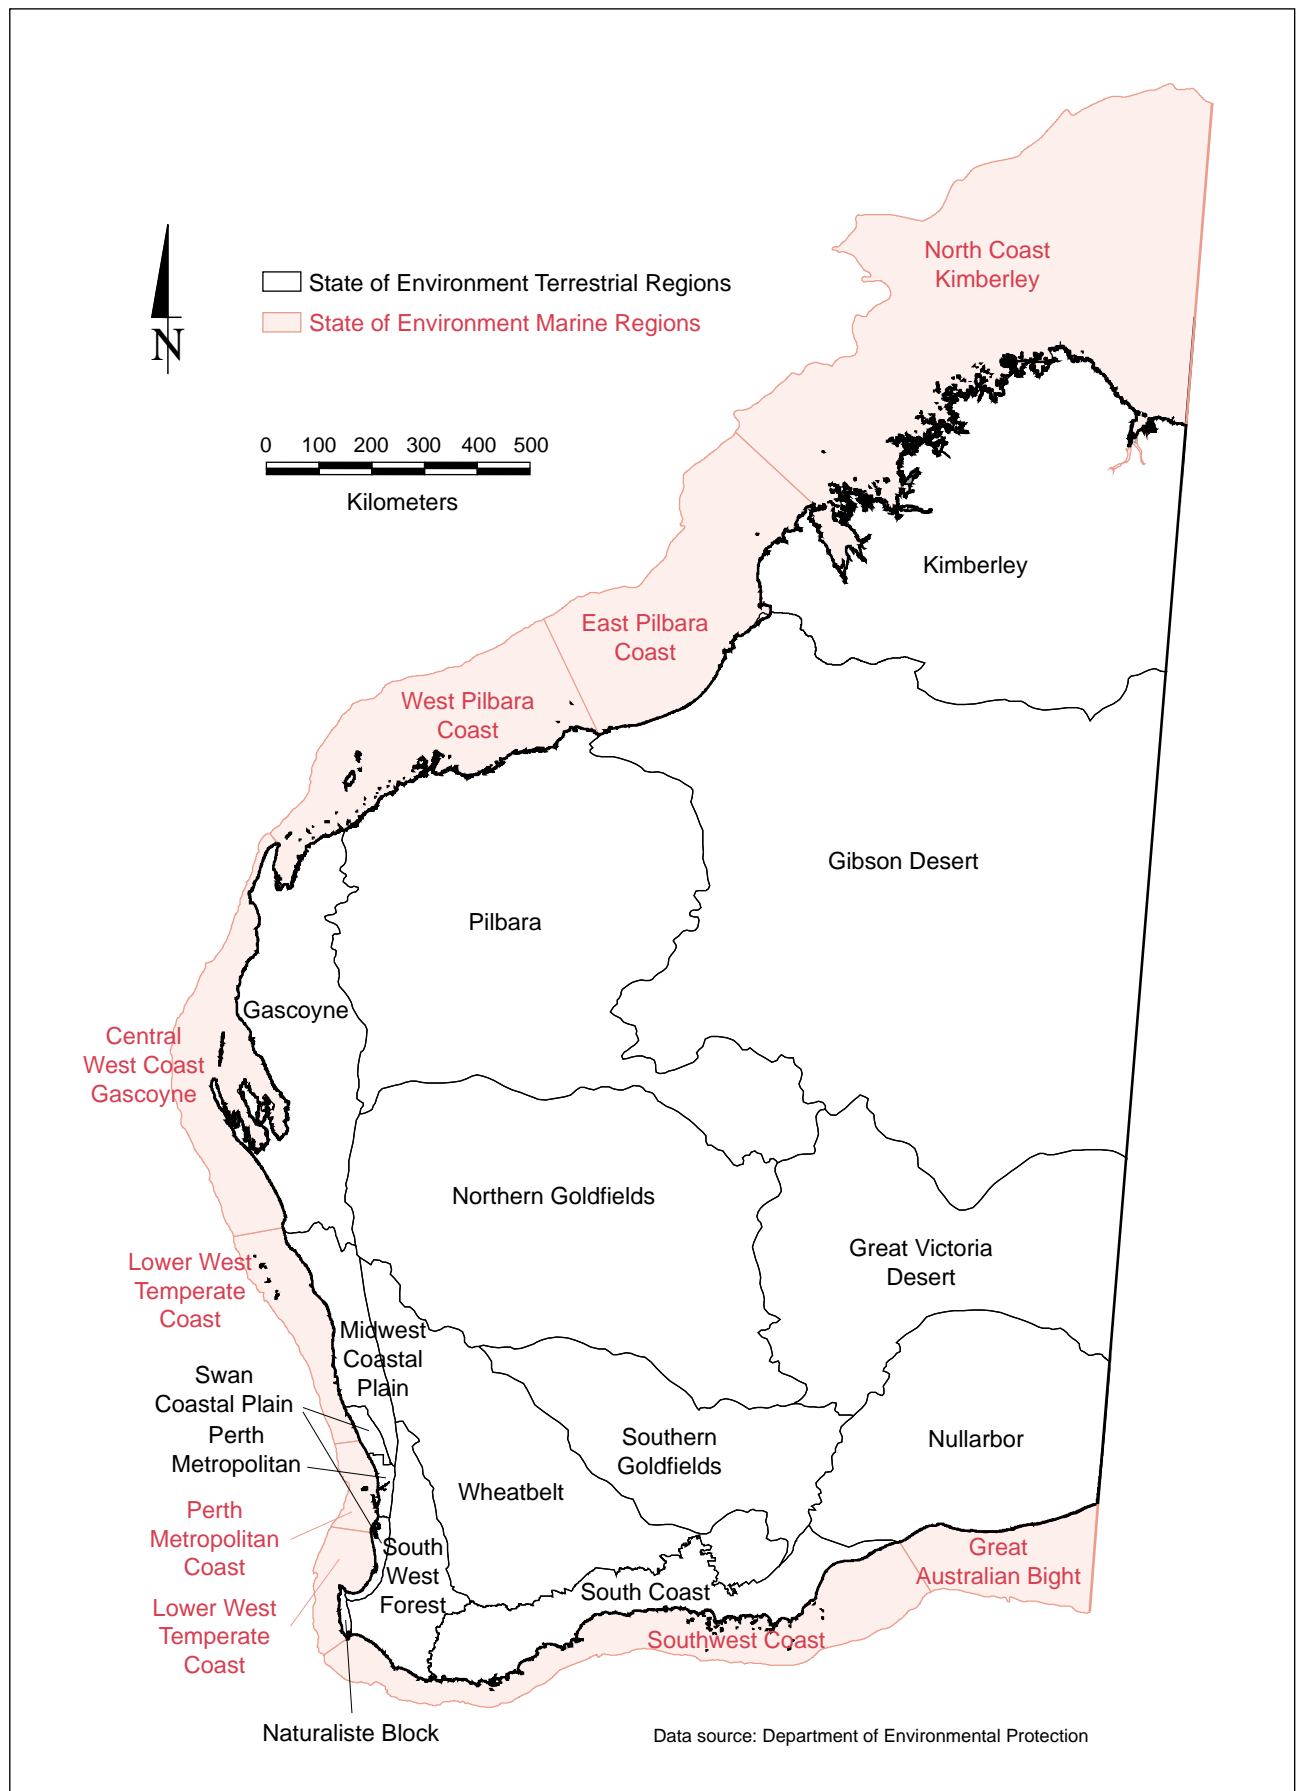 North Coast
Kimberley
State of Environment Terrestrial Regions
State of Environment Marine Regions
N
0 100 200 300 400 500
Kilometers
Kimberley
East Pilbara
Coast
West Pilbara
Coast
Gibson Desert
Pilbara
Gascoyne
Central
West Coast
Gascoyne
Northern Goldfields
Great Victoria
Desert
Lower West
Temperate
Coast
Midwest
Coastal
Plain
Swan
Coastal Plain
Perth
Metropolitan
Southern
Goldfields
Nullarbor
Wheatbelt
Perth
Metropolitan
Coast
South
West
Forest
Great
Australian Bight
South Coast
Lower West
Temperate
Coast
Southwest Coast
Naturaliste Block
Data source: Department of Environmental Protection